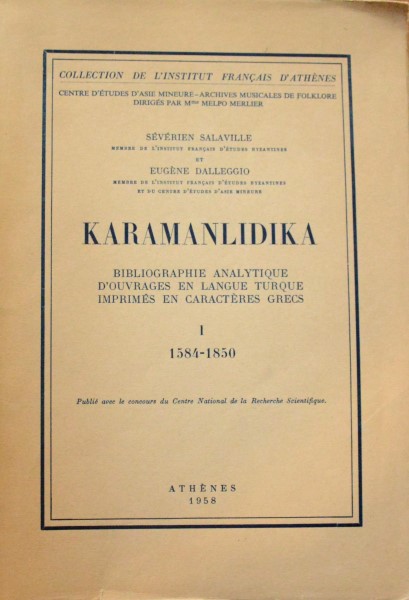 COLLECTION DE L'INSTITUT FRANÇAIS D'ATHÈNES
CENTRE D'ÉTUDES D'ASIE MINEURE – ARCHIVES MUSICALES DE FOLKLORE
DIRIGÉS PAR Mme MELPO MERLIER
SÉVÉRIEN SALAVILLE
MEMBRE DE L'INSTITUT FRANÇAIS D'ÉTUDES BYZANTINES
ET
EUGÈNE DALLEGGIO
MEMBRE DE L'INSTITUT FRANÇAIS D'ÉTUDES BYZANTINES
ET DU CENTRE D'ÉTUDES D'ASIE MINEURE
KARAMANLIDIKA
BIBLIOGRAPHIE ANALYTIQUE
D'OUVRAGES EN LANGUE TURQUE
IMPRIMÉS EN CARACTÈRES GRECS
I
1584-1850
Publié avec le concours du Centre National de la Recherche Scientifique.
ATHÈNES
1958